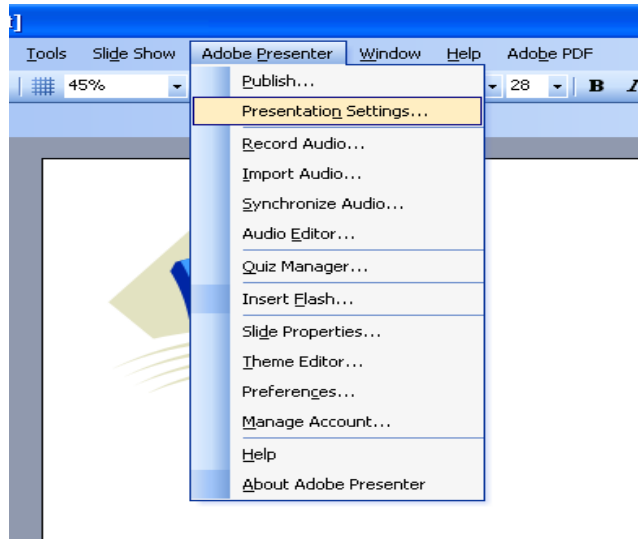 t]
Tools Slide Show Adobe Presenter Window Help Adobe PDF
45% 28 B I
Publish...
Presentation Settings...
Record Audio...
Import Audio...
Synchronize Audio...
Audio Editor...
Quiz Manager...
Insert Flash...
Slide Properties...
Theme Editor...
Preferences...
Manage Account...
Help
About Adobe Presenter